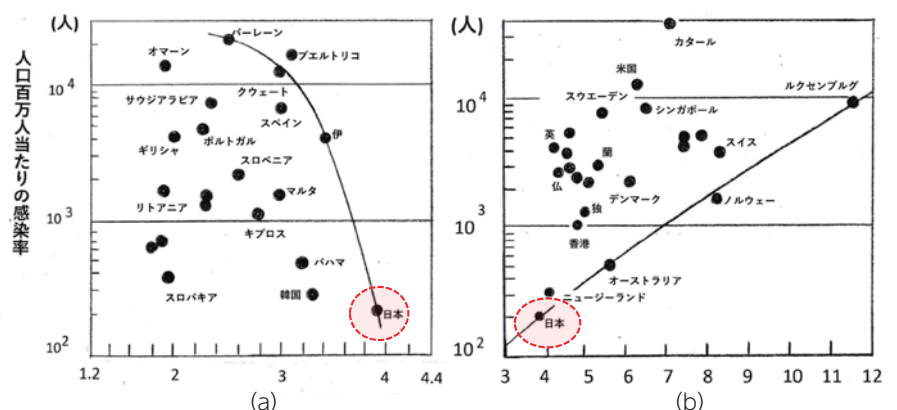 (人)
バーレーン
オマーン
プエルトリコ
10⁴
クウェート
サウジアラビア
スペイン
伊
ポルトガル
ギリシャ
スロベニア
リトアニア
マルタ
10³
キプロス
バハマ
スロバキア
韓国
日本
10²
1.2 2 3 4 4.4
(a)
人口百万人当たりの感染率
(人)
カタール
米国
ルクセンブルグ
10⁴
スウエーデン
シンガポール
英
蘭
スイス
仏
デンマーク
ノルウェー
独
10³
香港
オーストラリア
ニュージーランド
日本
10²
3 4 5 6 7 8 9 10 11 12
(b)